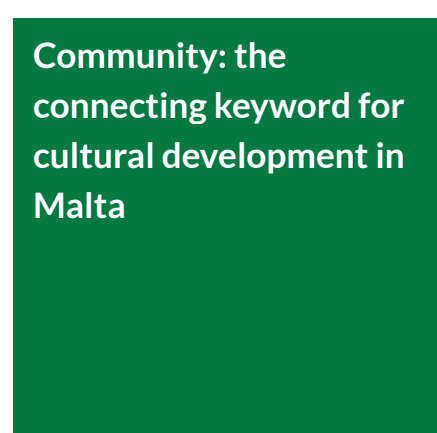 Community: the
connecting keyword for
cultural development in
Malta